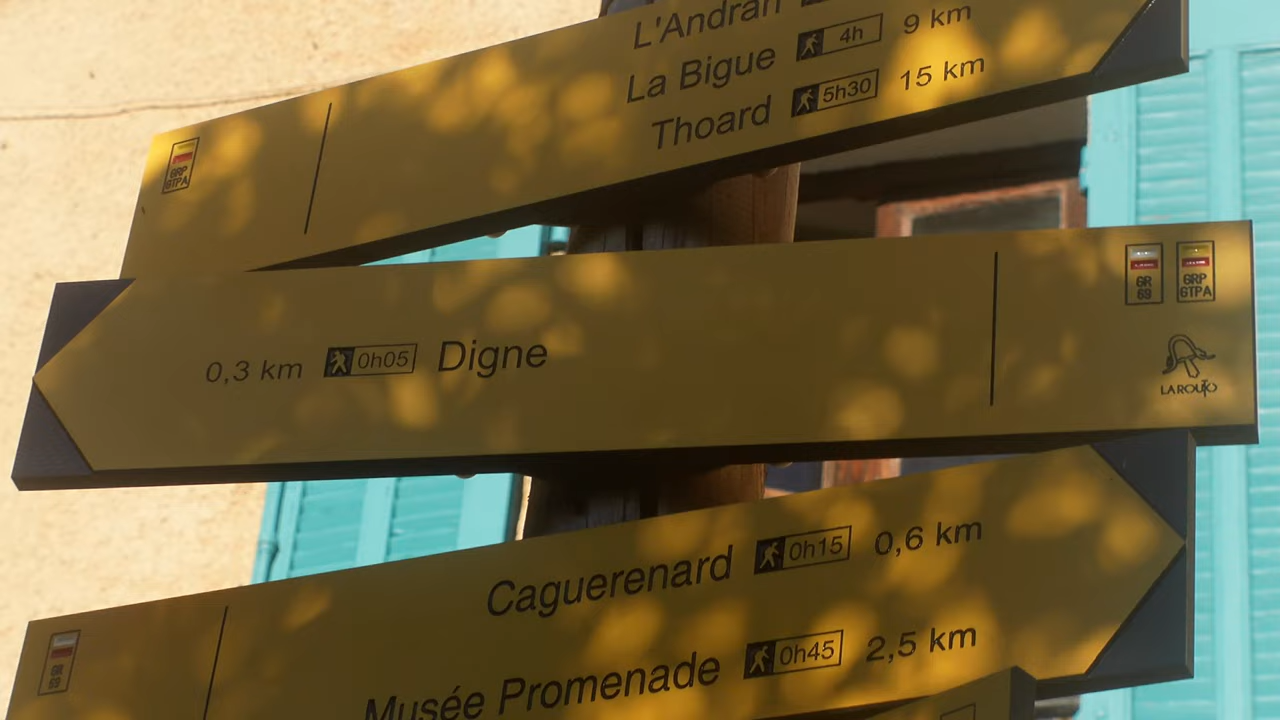 L'Andran
La Bigue 4h 9 km
Thoard 5h30 15 km
GRP
GTPA
0,3 km 0h05 Digne
GR
69
GRP
GTPA
LA ROUTO
Caguerenard 0h15 0,6 km
Musée Promenade 0h45 2,5 km
GR
69